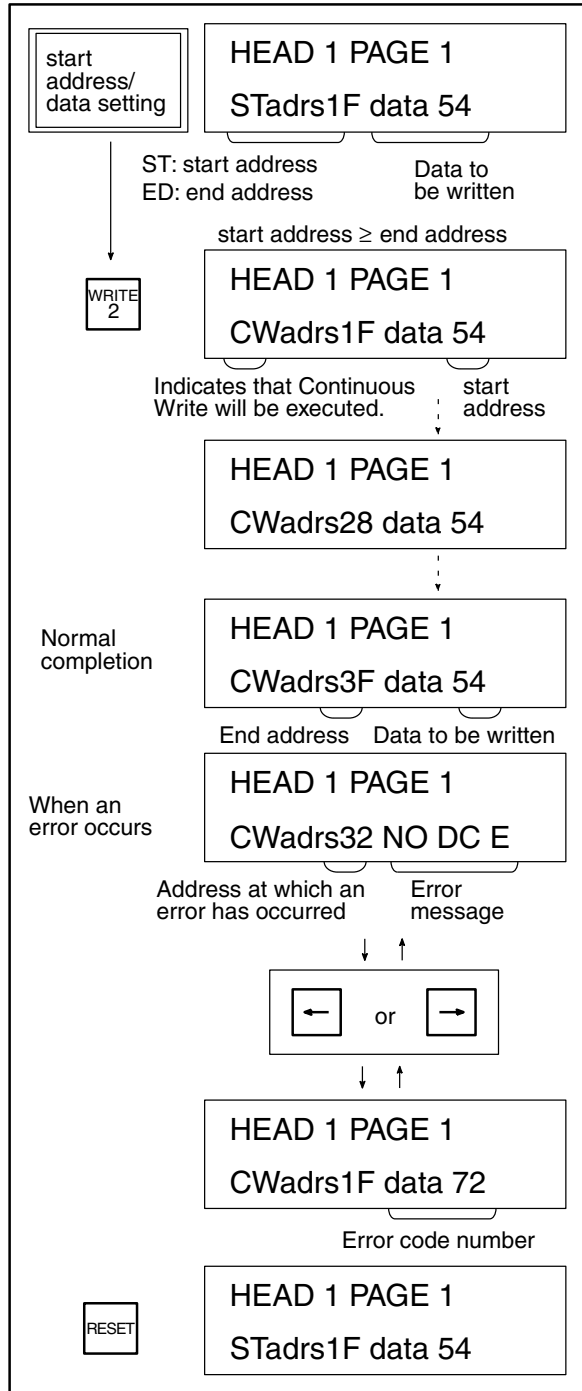 start
address/
data setting
HEAD 1 PAGE 1
STadrs1F data 54
ST: start address
ED: end address
Data to
be written
start address ≥ end address
WRITE
2
HEAD 1 PAGE 1
CWadrs1F data 54
Indicates that Continuous
Write will be executed.
start
address
HEAD 1 PAGE 1
CWadrs28 data 54
Normal
completion
HEAD 1 PAGE 1
CWadrs3F data 54
End address
Data to be written
When an
error occurs
HEAD 1 PAGE 1
CWadrs32 NO DC E
Address at which an
error has occurred
Error
message
← or →
HEAD 1 PAGE 1
CWadrs1F data 72
Error code number
RESET
HEAD 1 PAGE 1
STadrs1F data 54